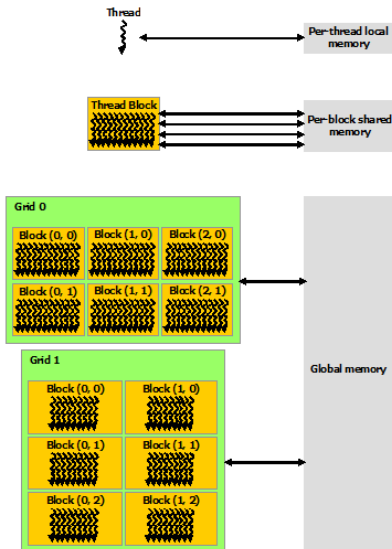 Thread
Per-thread local
memory
Thread Block
Per-block shared
memory
Grid 0
Block (0, 0) Block (1, 0) Block (2, 0)
Block (0, 1) Block (1, 1) Block (2, 1)
Grid 1
Block (0, 0) Block (1, 0)
Block (0, 1) Block (1, 1)
Block (0, 2) Block (1, 2)
Global memory